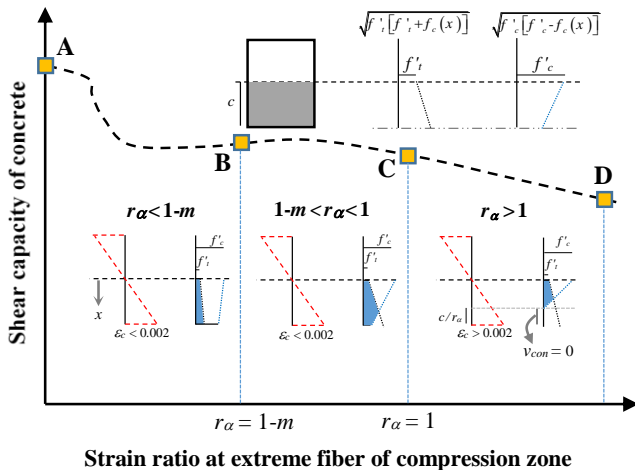 √f't[f't+fc(x)]
√f'c[f'c-fc(x)]
A
f't
f'c
c
B
C
D
rα<1-m
1-m<rα<1
rα>1
f'c
f't
x
εc<0.002
f'c
f't
εc<0.002
f'c
f't
c/rα
εc>0.002
vcon=0
Shear capacity of concrete
rα = 1-m
rα = 1
Strain ratio at extreme fiber of compression zone